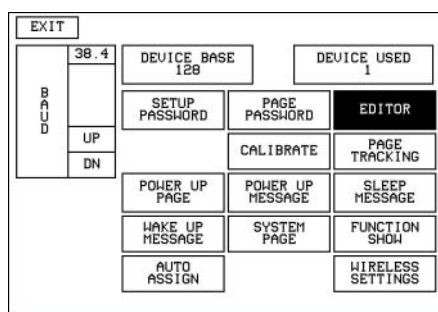 EXIT
38.4
BAUD
UP
DN
DEVICE BASE
128
DEVICE USED
1
SETUP
PASSWORD
PAGE
PASSWORD
EDITOR
CALIBRATE
PAGE
TRACKING
POWER UP
PAGE
POWER UP
MESSAGE
SLEEP
MESSAGE
WAKE UP
MESSAGE
SYSTEM
PAGE
FUNCTION
SHOW
AUTO
ASSIGN
WIRELESS
SETTINGS